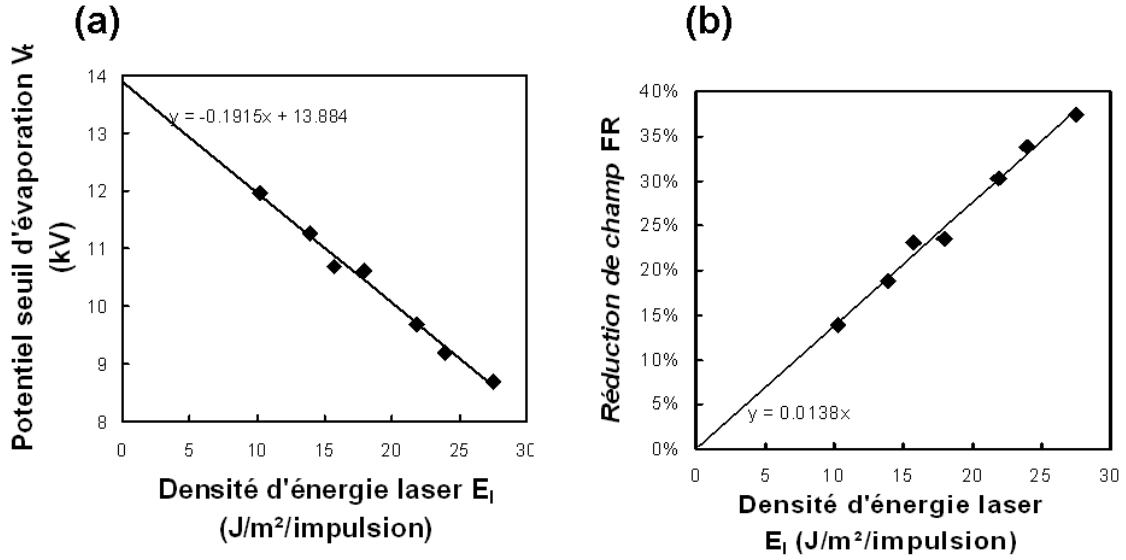 (a)
Potentiel seuil d'évaporation Vt
(kV)
14
13
12
11
10
9
8
y = -0.1915x + 13.884
0 5 10 15 20 25 30
Densité d'énergie laser El
(J/m²/impulsion)
(b)
Réduction de champ FR
40%
35%
30%
25%
20%
15%
10%
5%
0%
y = 0.0138x
0 5 10 15 20 25 30
Densité d'énergie laser
El (J/m²/impulsion)